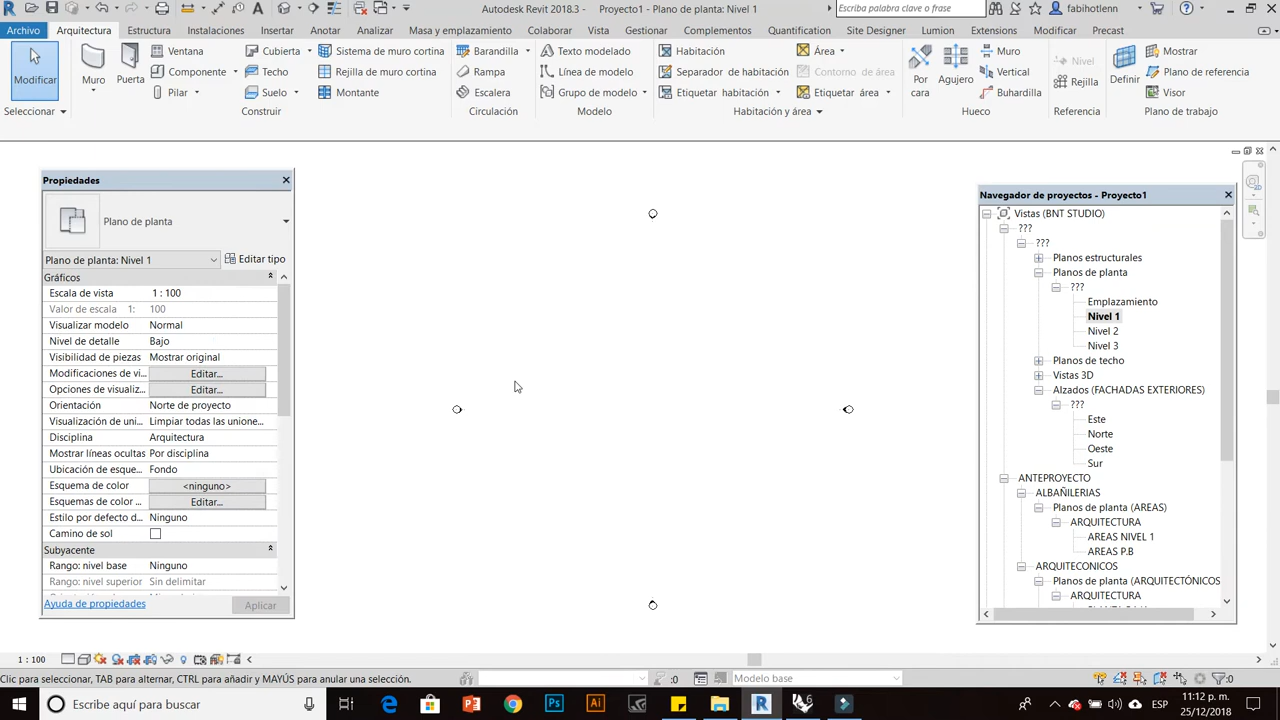 Autodesk Revit 2018.3 - Proyecto1 - Plano de planta: Nivel 1
Escriba palabra clave o frase
fabihotlenn
Archivo Arquitectura Estructura Instalaciones Insertar Anotar Analizar Masa y emplazamiento Colaborar Vista Gestionar Complementos Quantification Site Designer Lumion Extensions Modificar Precast
Modificar
Muro
Puerta
Ventana
Componente
Pilar
Cubierta
Techo
Suelo
Sistema de muro cortina
Rejilla de muro cortina
Montante
Barandilla
Rampa
Escalera
Texto modelado
Línea de modelo
Grupo de modelo
Habitación
Separador de habitación
Etiquetar habitación
Área
Contorno de área
Etiquetar área
Por
cara
Agujero
Muro
Vertical
Buhardilla
Nivel
Rejilla
Definir
Mostrar
Plano de referencia
Visor
Seleccionar Construir Circulación Modelo Habitación y área Hueco Referencia Plano de trabajo
Propiedades
Plano de planta
Plano de planta: Nivel 1 Editar tipo
Gráficos
Escala de vista 1 : 100
Valor de escala 1: 100
Visualizar modelo Normal
Nivel de detalle Bajo
Visibilidad de piezas Mostrar original
Modificaciones de vi... Editar...
Opciones de visualiz... Editar...
Orientación Norte de proyecto
Visualización de uni... Limpiar todas las unione...
Disciplina Arquitectura
Mostrar líneas ocultas Por disciplina
Ubicación de esque... Fondo
Esquema de color <ninguno>
Esquemas de color ... Editar...
Estilo por defecto d... Ninguno
Camino de sol
Subyacente
Rango: nivel base Ninguno
Rango: nivel superior Sin delimitar
Ayuda de propiedades Aplicar
Navegador de proyectos - Proyecto1
Vistas (BNT STUDIO)
???
???
Planos estructurales
Planos de planta
???
Emplazamiento
Nivel 1
Nivel 2
Nivel 3
Planos de techo
Vistas 3D
Alzados (FACHADAS EXTERIORES)
???
Este
Norte
Oeste
Sur
ANTEPROYECTO
ALBAÑILERIAS
Planos de planta (AREAS)
ARQUITECTURA
AREAS NIVEL 1
AREAS P.B
ARQUITECONICOS
Planos de planta (ARQUITECTÓNICOS
ARQUITECTURA
1 : 100
Clic para seleccionar, TAB para alternar, CTRL para añadir y MAYÚS para anular una selección.
:0
Modelo base
:0
Escribe aquí para buscar
ESP
11:12 p. m.
25/12/2018